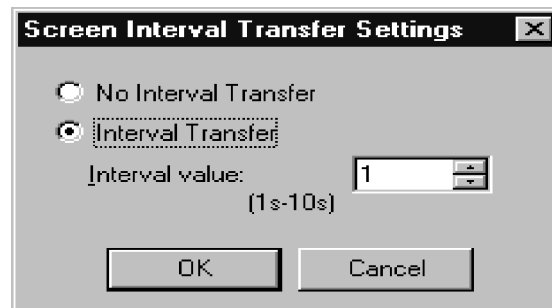 Screen Interval Transfer Settings
No Interval Transfer
Interval Transfer
Interval value: 1
(1s-10s)
OK Cancel